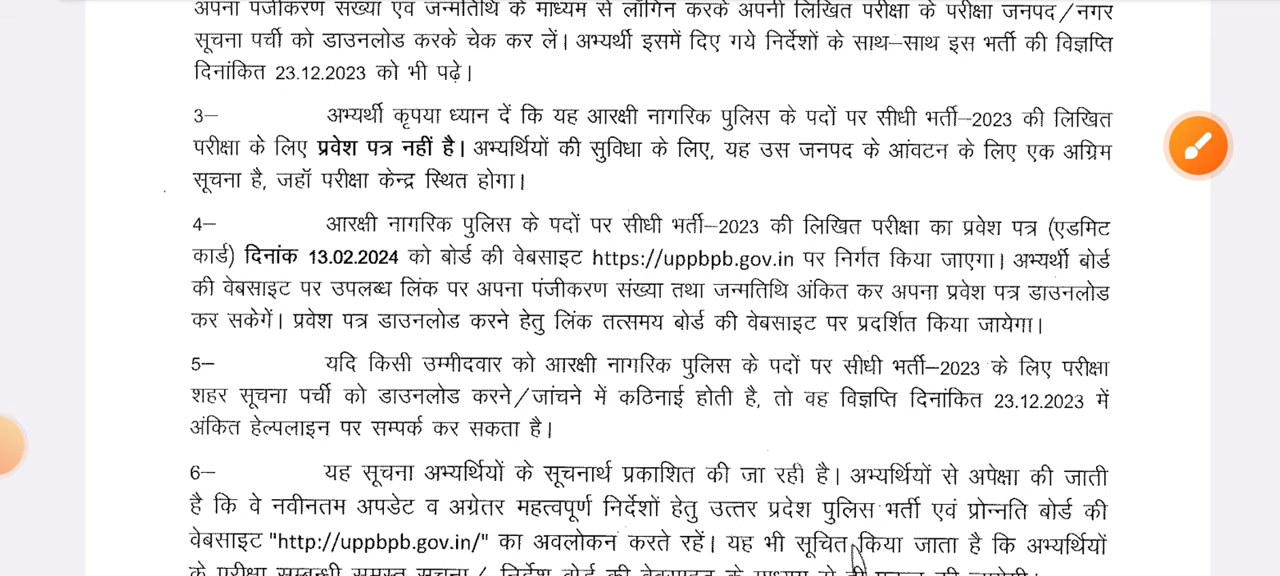 अपना पंजीकरण संख्या एवं जन्मतिथि के माध्यम से लॉगिन करके अपनी लिखित परीक्षा के परीक्षा जनपद/नगर
सूचना पर्ची को डाउनलोड करके चेक कर लें। अभ्यर्थी इसमें दिए गये निर्देशों के साथ–साथ इस भर्ती की विज्ञप्ति
दिनांकित 23.12.2023 को भी पढ़े।
3– अभ्यर्थी कृपया ध्यान दें कि यह आरक्षी नागरिक पुलिस के पदों पर सीधी भर्ती–2023 की लिखित
परीक्षा के लिए प्रवेश पत्र नहीं है। अभ्यर्थियों की सुविधा के लिए, यह उस जनपद के आंवटन के लिए एक अग्रिम
सूचना है, जहॉ परीक्षा केन्द्र स्थित होगा।
4– आरक्षी नागरिक पुलिस के पदों पर सीधी भर्ती–2023 की लिखित परीक्षा का प्रवेश पत्र (एडमिट
कार्ड) दिनांक 13.02.2024 को बोर्ड की वेबसाइट https://uppbpb.gov.in पर निर्गत किया जाएगा। अभ्यर्थी बोर्ड
की वेबसाइट पर उपलब्ध लिंक पर अपना पंजीकरण संख्या तथा जन्मतिथि अंकित कर अपना प्रवेश पत्र डाउनलोड
कर सकेगें। प्रवेश पत्र डाउनलोड करने हेतु लिंक तत्समय बोर्ड की वेबसाइट पर प्रदर्शित किया जायेगा।
5– यदि किसी उम्मीदवार को आरक्षी नागरिक पुलिस के पदों पर सीधी भर्ती–2023 के लिए परीक्षा
शहर सूचना पर्ची को डाउनलोड करने/जांचने में कठिनाई होती है, तो वह विज्ञप्ति दिनांकित 23.12.2023 में
अंकित हेल्पलाइन पर सम्पर्क कर सकता है।
6– यह सूचना अभ्यर्थियों के सूचनार्थ प्रकाशित की जा रही है। अभ्यर्थियों से अपेक्षा की जाती
है कि वे नवीनतम अपडेट व अग्रेतर महत्वपूर्ण निर्देशों हेतु उत्तर प्रदेश पुलिस भर्ती एवं प्रोन्नति बोर्ड की
वेबसाइट "http://uppbpb.gov.in/" का अवलोकन करते रहें। यह भी सूचित किया जाता है कि अभ्यर्थियों
के परीक्षा सम्बन्धी समस्त सूचना/ निर्देश बोर्ड की वेबसाइट के माध्यम से ही